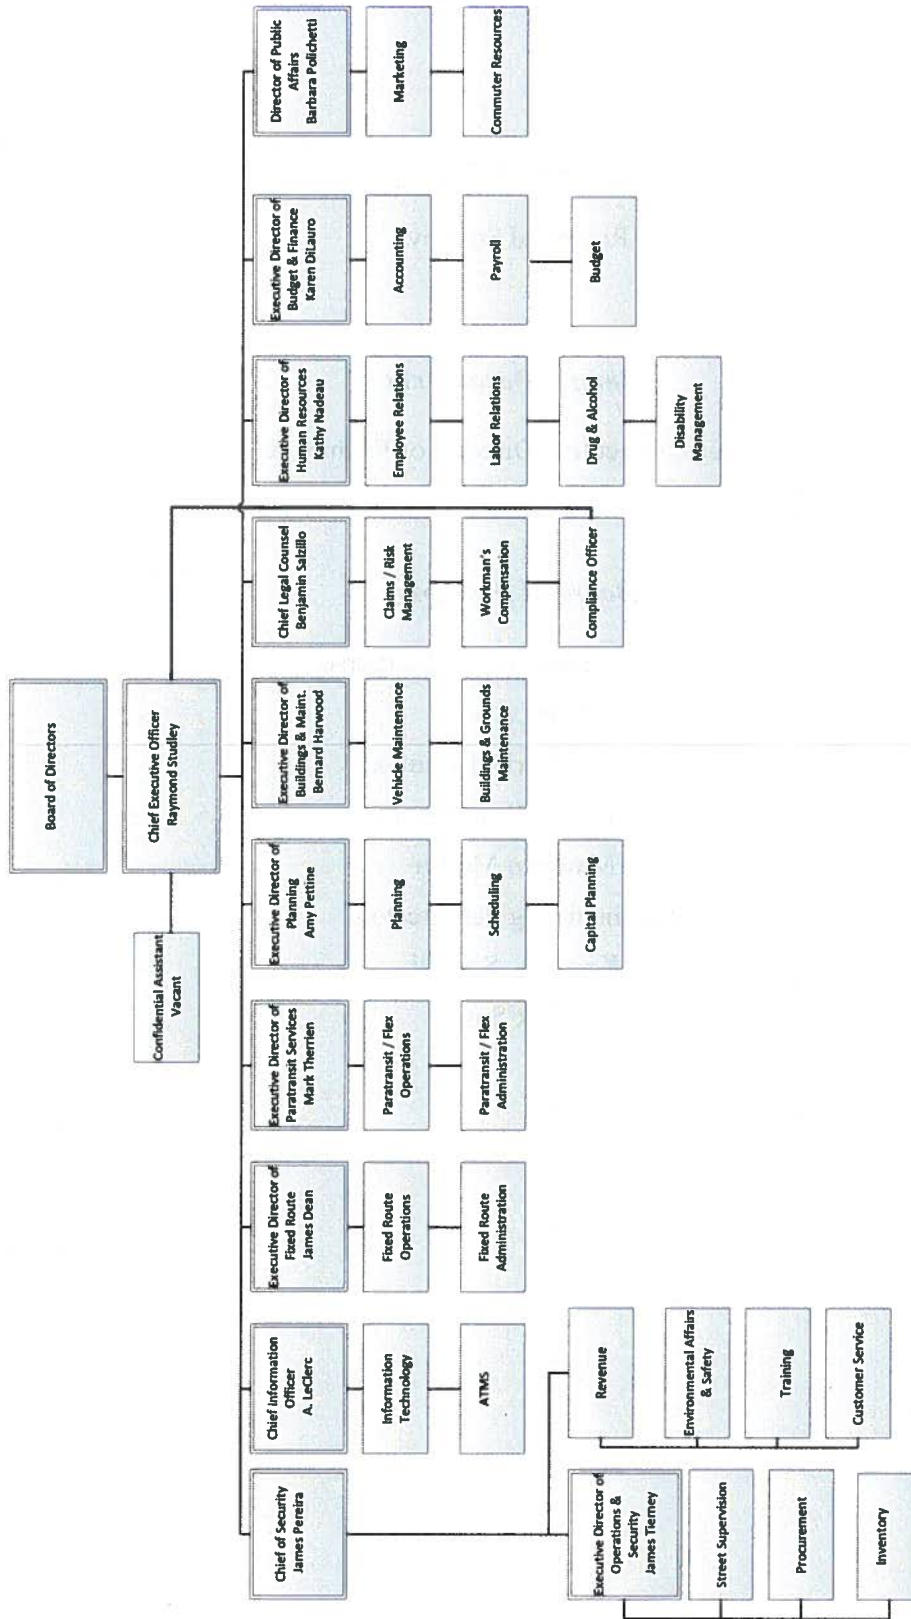 Board of Directors
Chief Executive Officer
Raymond Studley
Confidential Assistant
Vacant
Chief of Security
James Pereira
Executive Director of
Operations &
Security
James Tierney
Street Supervision
Procurement
Inventory
Revenue
Environmental Affairs
& Safety
Training
Customer Service
Chief Information
Officer
A. LeClerc
Information
Technology
ATMS
Executive Director of
Fixed Route
James Dean
Fixed Route
Operations
Fixed Route
Administration
Executive Director of
Paratransit Services
Mark Therrien
Paratransit / Flex
Operations
Paratransit / Flex
Administration
Executive Director of
Planning
Amy Pettine
Planning
Scheduling
Capital Planning
Executive Director of
Buildings & Maint.
Bernard Harwood
Vehicle Maintenance
Buildings & Grounds
Maintenance
Chief Legal Counsel
Benjamin Salzillo
Claims / Risk
Management
Workman's
Compensation
Compliance Officer
Executive Director of
Human Resources
Kathy Nadeau
Employee Relations
Labor Relations
Drug & Alcohol
Disability
Management
Executive Director of
Budget & Finance
Karen DiLauro
Accounting
Payroll
Budget
Director of Public
Affairs
Barbara Polichetti
Marketing
Commuter Resources